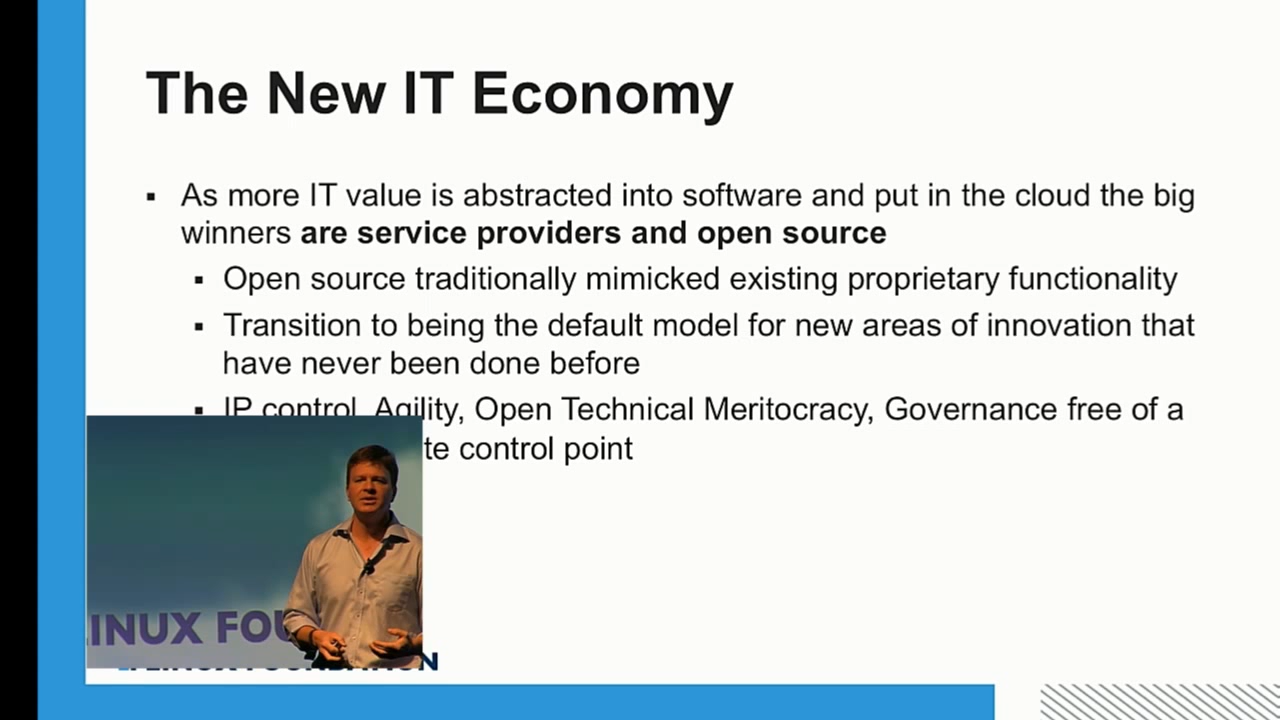 The New IT Economy
▪ As more IT value is abstracted into software and put in the cloud the big
winners are service providers and open source
▪ Open source traditionally mimicked existing proprietary functionality
▪ Transition to being the default model for new areas of innovation that
have never been done before
▪ IP control, Agility, Open Technical Meritocracy, Governance free of a
te control point
INUX FOU
LINUX FOUNDATION